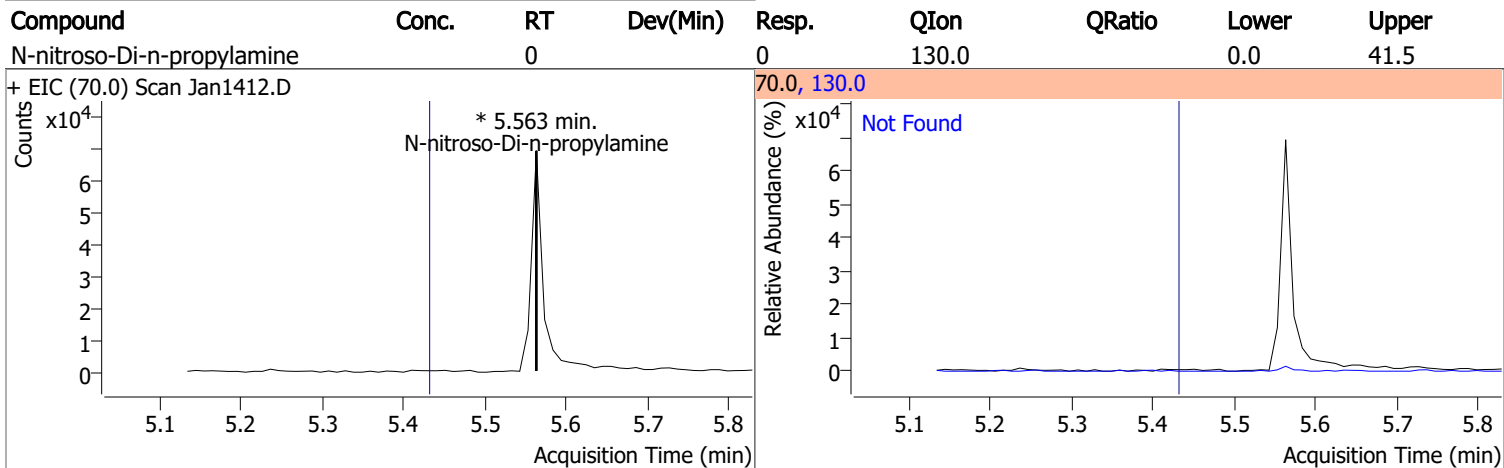 Compound Conc. RT Dev(Min) Resp. QIon QRatio Lower Upper
N-nitroso-Di-n-propylamine 0 0 130.0 0.0 41.5
+ EIC (70.0) Scan Jan1412.D
Counts
x10⁴
6
5
4
3
2
1
0
* 5.563 min.
N-nitroso-Di-n-propylamine
5.1 5.2 5.3 5.4 5.5 5.6 5.7 5.8
Acquisition Time (min)
70.0, 130.0
Relative Abundance (%)
x10⁴
Not Found
6
5
4
3
2
1
0
5.1 5.2 5.3 5.4 5.5 5.6 5.7 5.8
Acquisition Time (min)